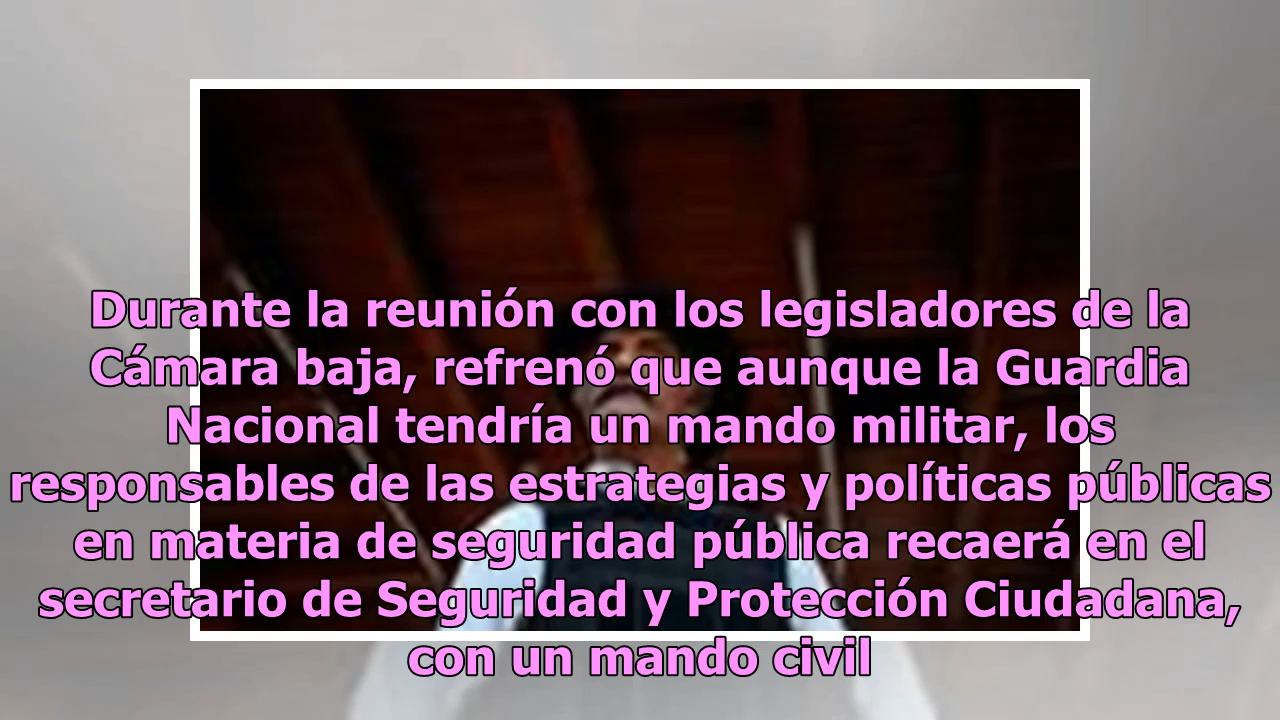 Durante la reunión con los legisladores de la
Cámara baja, refrenó que aunque la Guardia
Nacional tendría un mando militar, los
responsables de las estrategias y políticas públicas
en materia de seguridad pública recaerá en el
secretario de Seguridad y Protección Ciudadana,
con un mando civil